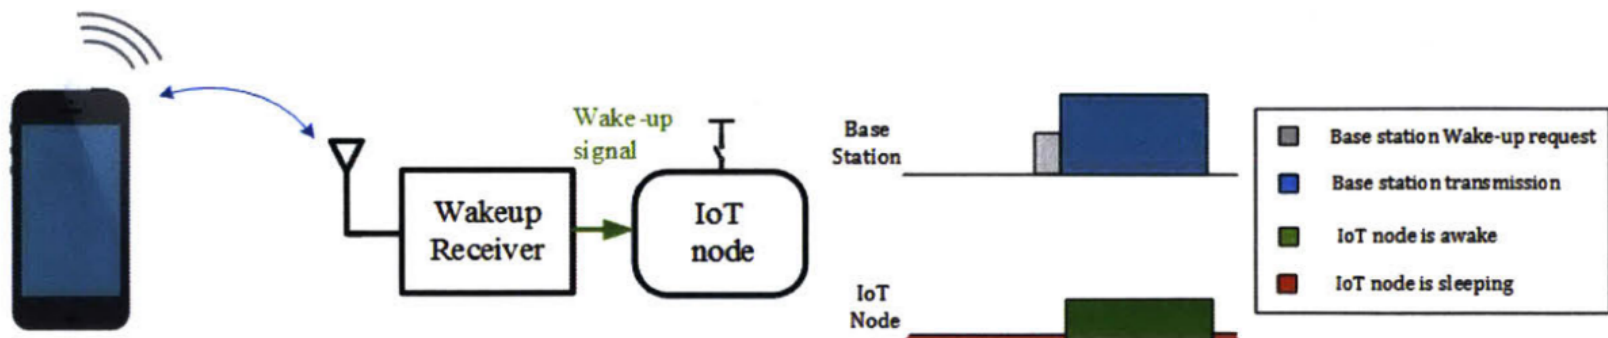 Wake-up
signal
Wakeup
Receiver
IoT
node
Base
Station
IoT
Node
Base station Wake-up request
Base station transmission
IoT node is awake
IoT node is sleeping